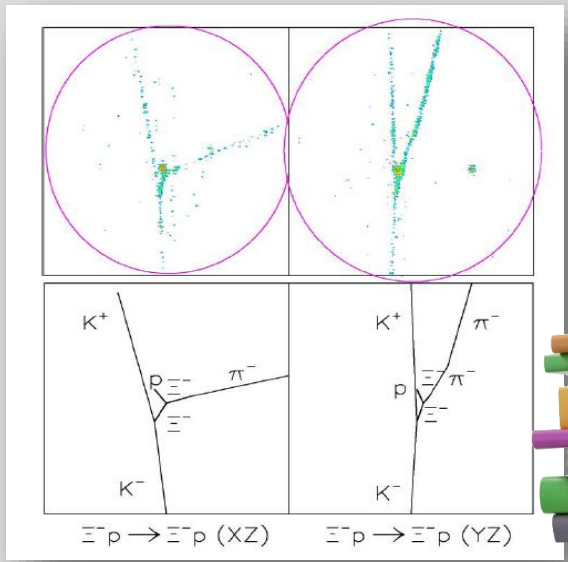 K⁺
p Ξ⁻ π⁻
Ξ⁻
K⁻
K⁺ π⁻
Ξ⁻ π⁻
p
Ξ⁻
K⁻
Ξ⁻p → Ξ⁻p (XZ)
Ξ⁻p → Ξ⁻p (YZ)